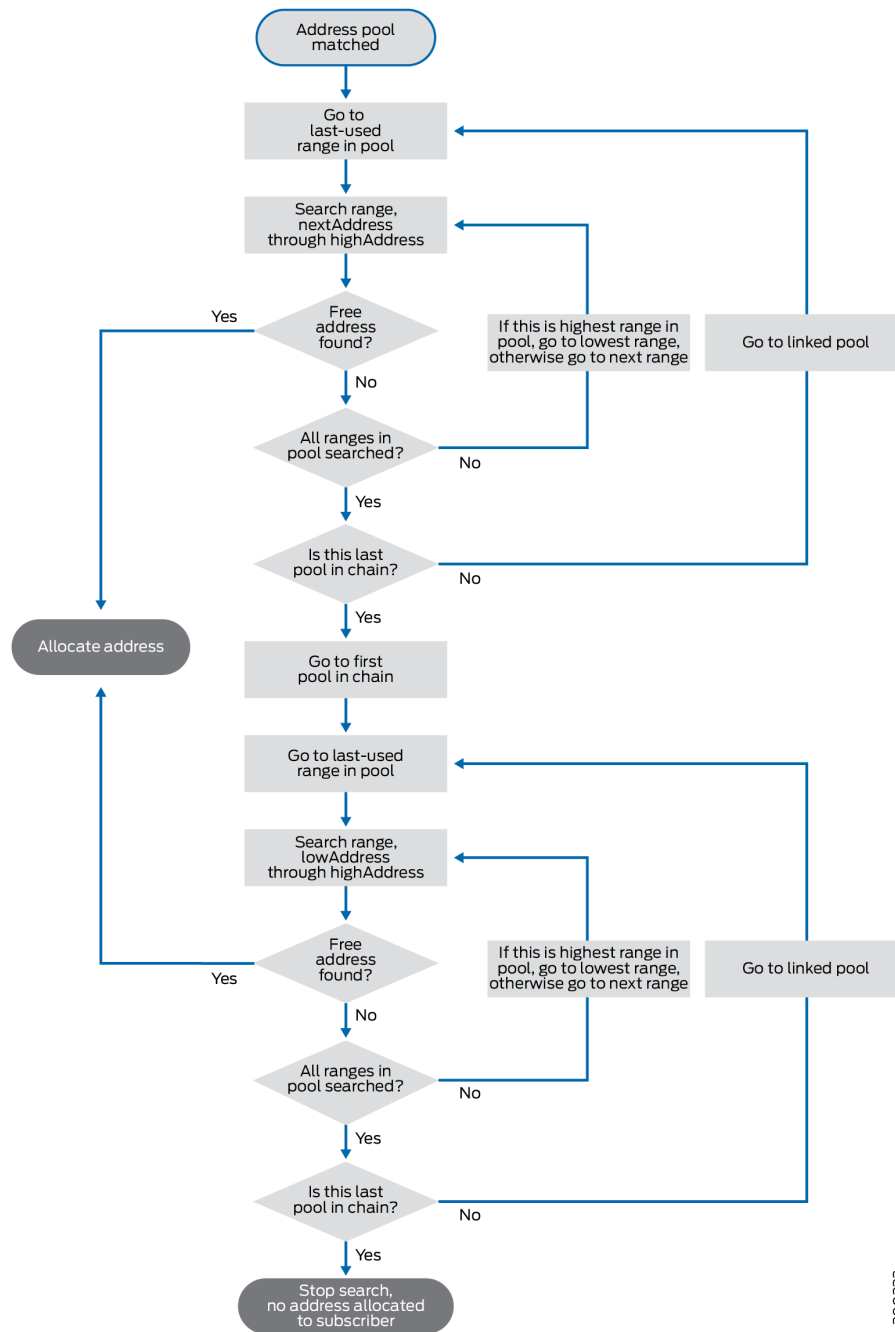 Address pool
matched
Go to
last-used
range in pool
Search range,
nextAddress
through highAddress
Yes
Free
address
found?
If this is highest range in
pool, go to lowest range,
otherwise go to next range
Go to linked pool
No
All ranges in
pool searched?
No
Yes
Is this last
pool in chain?
No
Yes
Allocate address
Go to first
pool in chain
Go to last-used
range in pool
Search range,
lowAddress
through highAddress
Free
address
found?
If this is highest range in
pool, go to lowest range,
otherwise go to next range
Go to linked pool
Yes
No
All ranges in
pool searched?
No
Yes
Is this last
pool in chain?
No
Yes
Stop search,
no address allocated
to subscriber